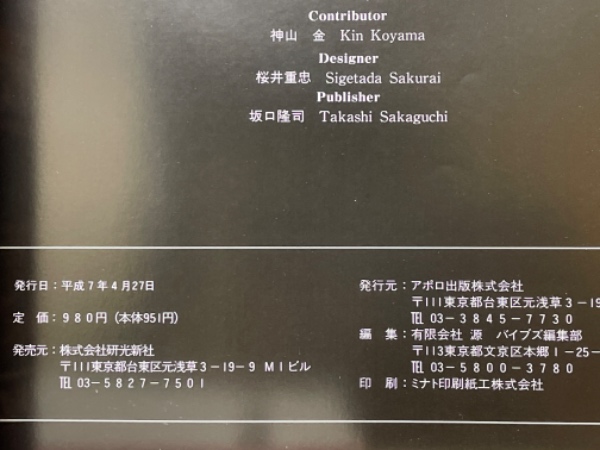 Contributor
神山 金 Kin Koyama
Designer
桜井重忠 Sigetada Sakurai
Publisher
坂口隆司 Takashi Sakaguchi
発行日：平成7年4月27日
定 価：980円（本体951円）
発売元：株式会社研光新社
〒111東京都台東区元浅草3-19-9 M1ビル
TEL 03-5827-7501
発行元：アポロ出版株式会社
〒111東京都台東区元浅草3-19
TEL 03-3845-7730
編 集：有限会社 源 バイブズ編集部
〒113東京都文京区本郷1-25-
TEL 03-5800-3780
印 刷：ミナト印刷紙工株式会社